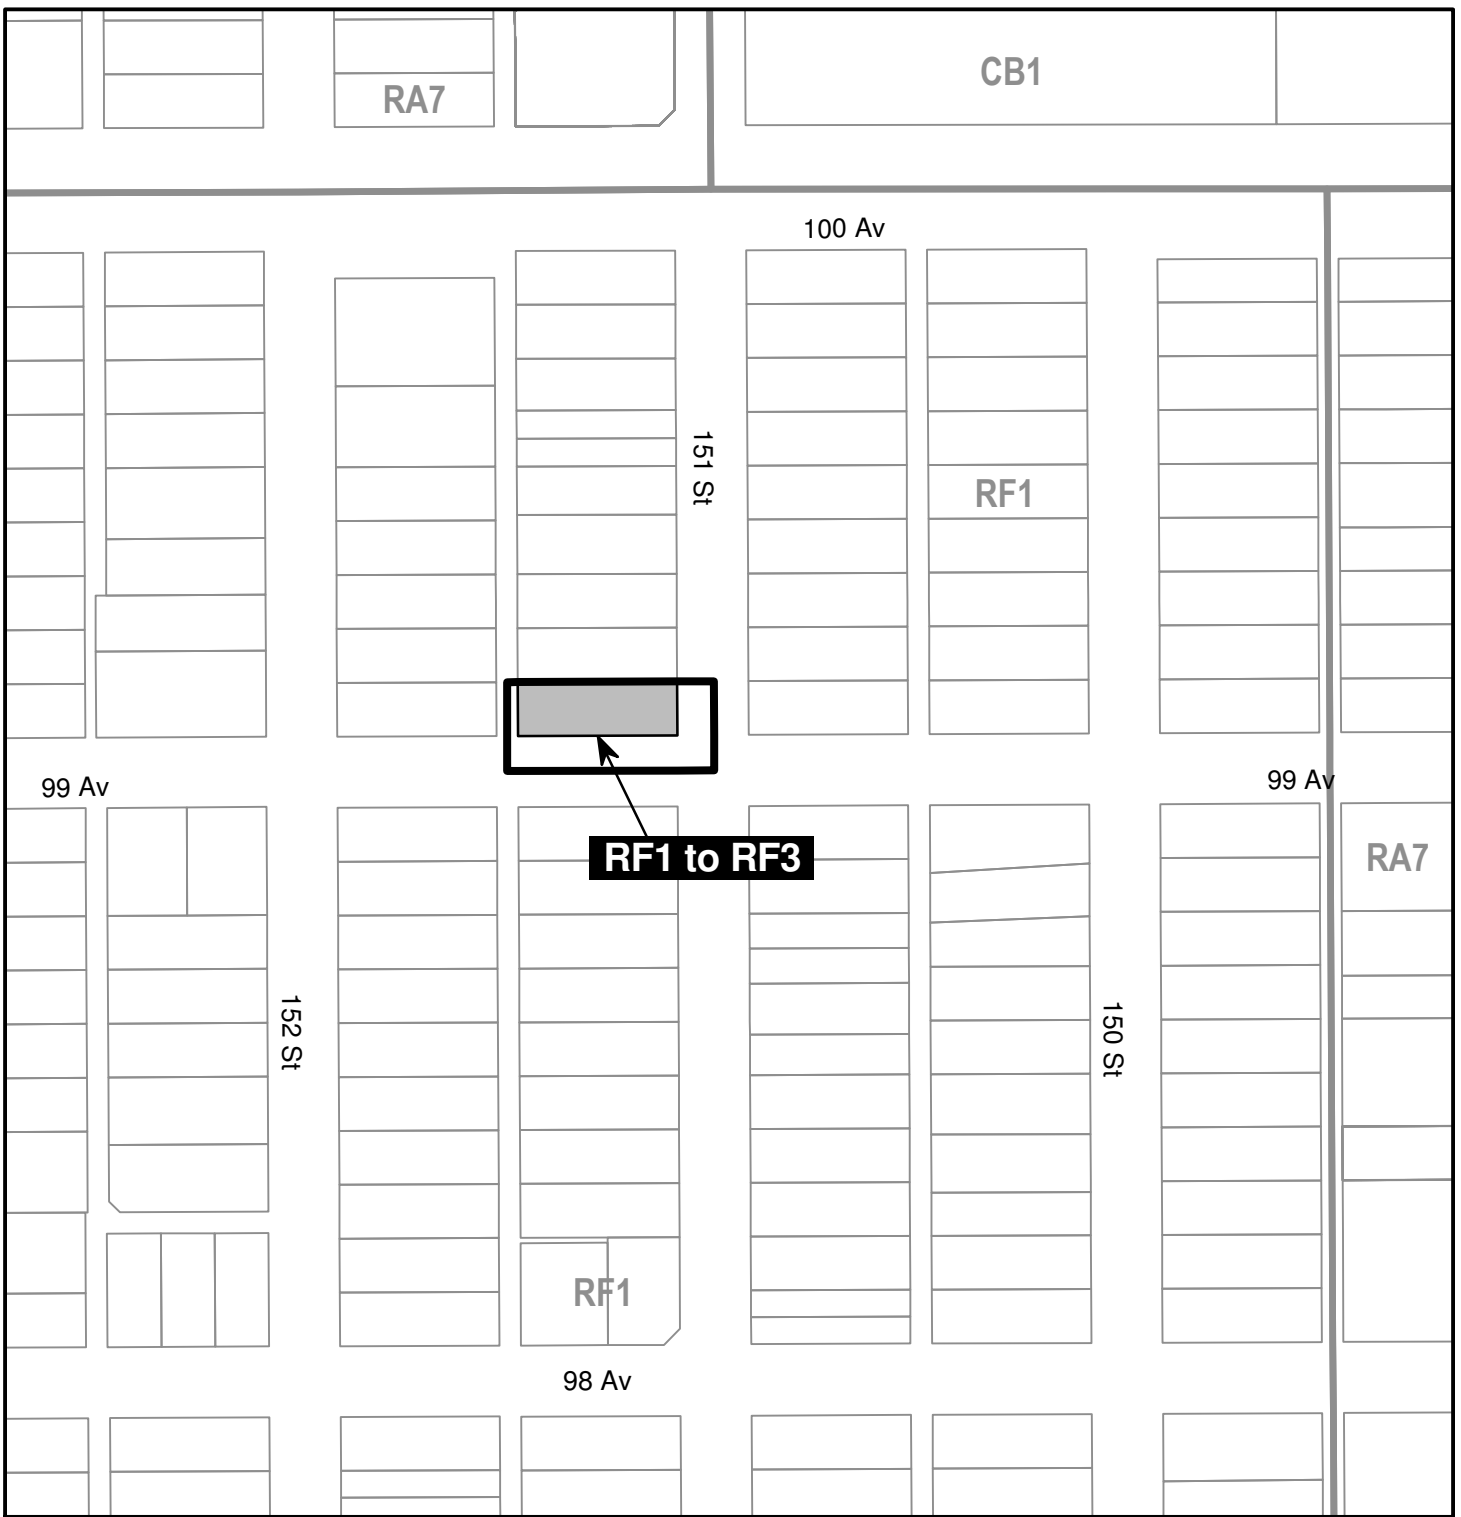 CB1
RA7
100 Av
151 St
RF1
99 Av
99 Av
RF1 to RF3
RA7
152 St
150 St
RF1
98 Av